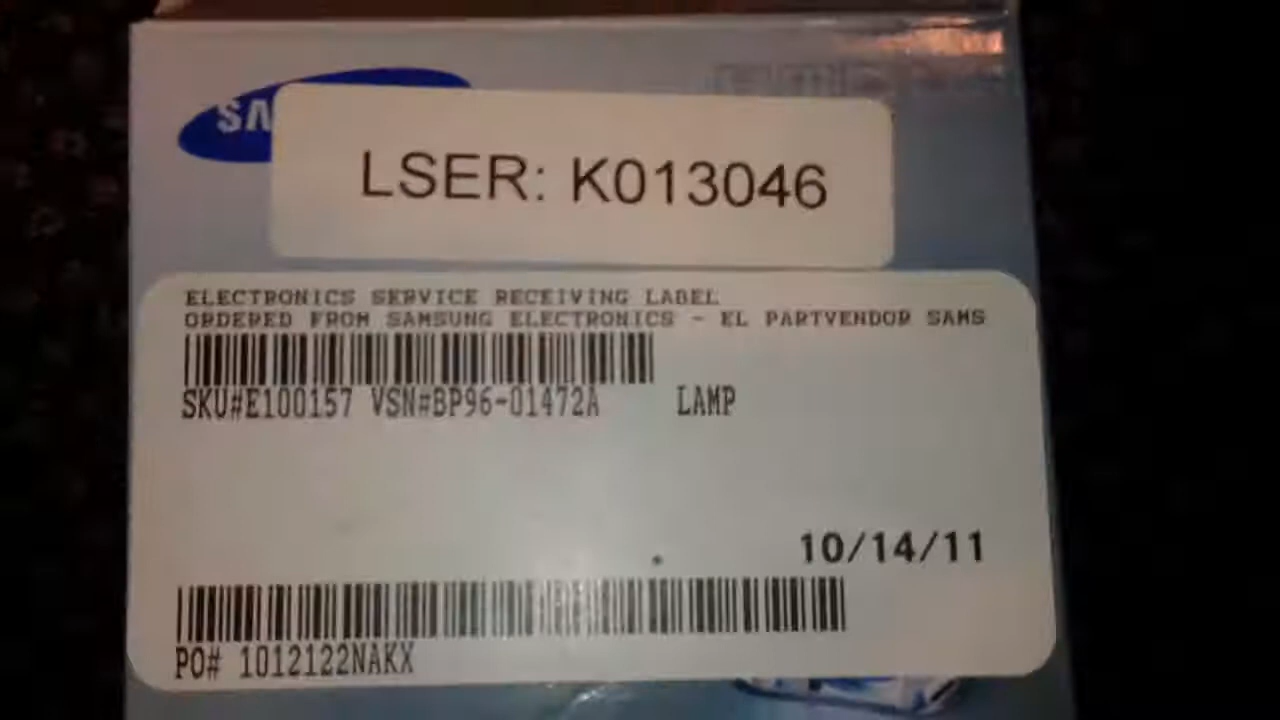 SA
LSER: K013046
ELECTRONICS SERVICE RECEIVING LABEL
ORDERED FROM SAMSUNG ELECTRONICS - EL PARTVENDOR SAMS
SKU#E100157 VSN#BP96-01472A LAMP
10/14/11
PO# 1012122NAKX